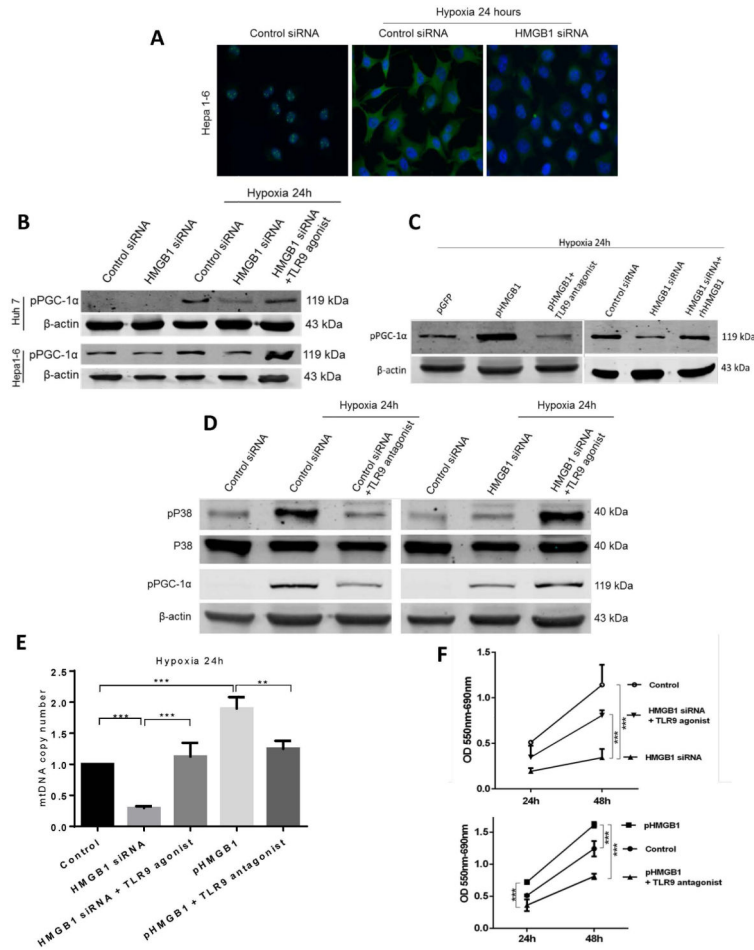 A
Hypoxia 24 hours
Control siRNA
Control siRNA
HMGB1 siRNA
Hepa 1-6
B
Hypoxia 24h
Control siRNA
HMGB1 siRNA
Control siRNA
HMGB1 siRNA
HMGB1 siRNA
+TLR9 agonist
Huh 7
pPGC-1α
119 kDa
β-actin
43 kDa
Hepa1-6
pPGC-1α
119 kDa
β-actin
43 kDa
C
Hypoxia 24h
pGFP
pHMGB1
pHMGB1+
TLR9 antagonist
Control siRNA
HMGB1 siRNA
HMGB1 siRNA+
rhHMGB1
pPGC-1α
119 kDa
β-actin
43 kDa
D
Hypoxia 24h
Hypoxia 24h
Control siRNA
Control siRNA
Control siRNA
+TLR9 antagonist
Control siRNA
HMGB1 siRNA
HMGB1 siRNA
+TLR9 agonist
pP38
40 kDa
P38
40 kDa
pPGC-1α
119 kDa
β-actin
43 kDa
E
Hypoxia 24h
mtDNA copy number
2.5
2.0
1.5
1.0
0.5
0.0
***
**
***
***
Control
HMGB1 siRNA
HMGB1 siRNA + TLR9 agonist
pHMGB1
pHMGB1 + TLR9 antagonist
F
OD 550nm-690nm
1.5
1.0
0.5
0.0
24h
48h
***
***
Control
HMGB1 siRNA
+ TLR9 agonist
HMGB1 siRNA
OD 550nm-690nm
1.5
1.0
0.5
0.0
24h
48h
***
***
***
pHMGB1
Control
pHMGB1
+ TLR9 antagonist